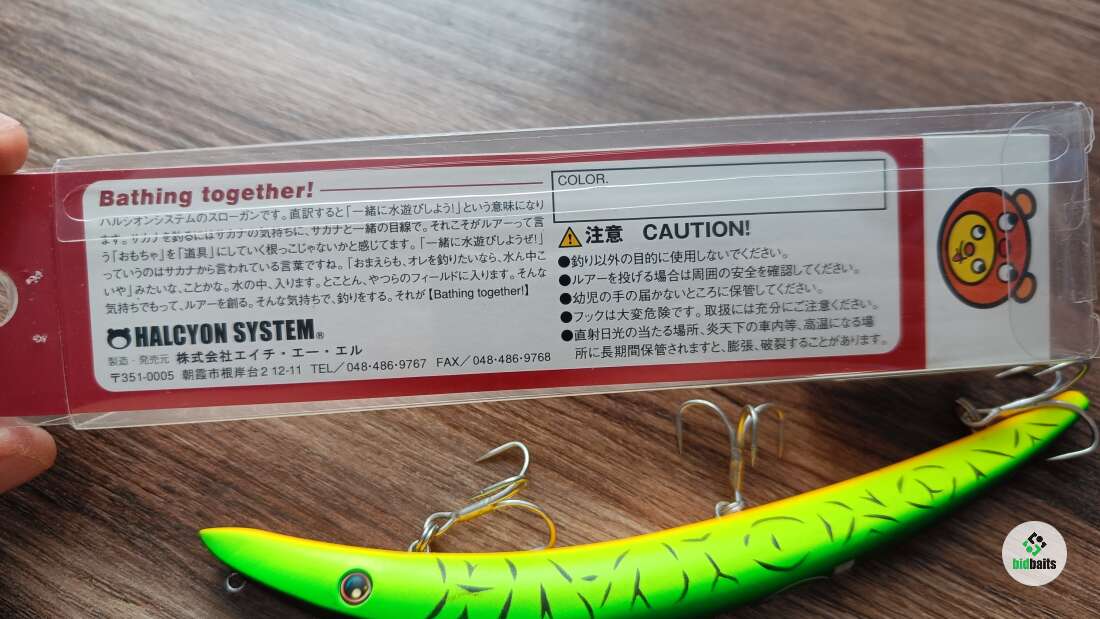 Bathing together!
ハルシオンシステムのスローガンです。直訳すると「一緒に水遊びしよう!」という意味になり
ます。サカナを釣るにはサカナの気持ちに、サカナと一緒の目線で。それこそがルアーって言
う「おもちゃ」を「道具」にしていく根っこじゃないかと感じてます。「一緒に水遊びしようぜ!」
っていうのはサカナから言われている言葉ですね。「おまえらも、オレを釣りたいなら、水ん中こ
いや」みたいな、ことかな。水の中、入ります。とことん、やつらのフィールドに入ります。そんな
気持ちでもって、ルアーを創る。そんな気持ちで、釣りをする。それが【Bathing together!】
HALCYON SYSTEM®
製造・発売元 株式会社エイチ・エー・エル
〒351-0005 朝霞市根岸台2 12-11 TEL/048-486-9767 FAX/048-486-9768
COLOR.
注意 CAUTION!
●釣り以外の目的に使用しないでください。
●ルアーを投げる場合は周囲の安全を確認してください。
●幼児の手の届かないところに保管してください。
●フックは大変危険です。取扱には充分にご注意ください。
●直射日光の当たる場所、炎天下の車内等、高温になる場
所に長期間保管されますと、膨張、破裂することがあります。
bidbaits